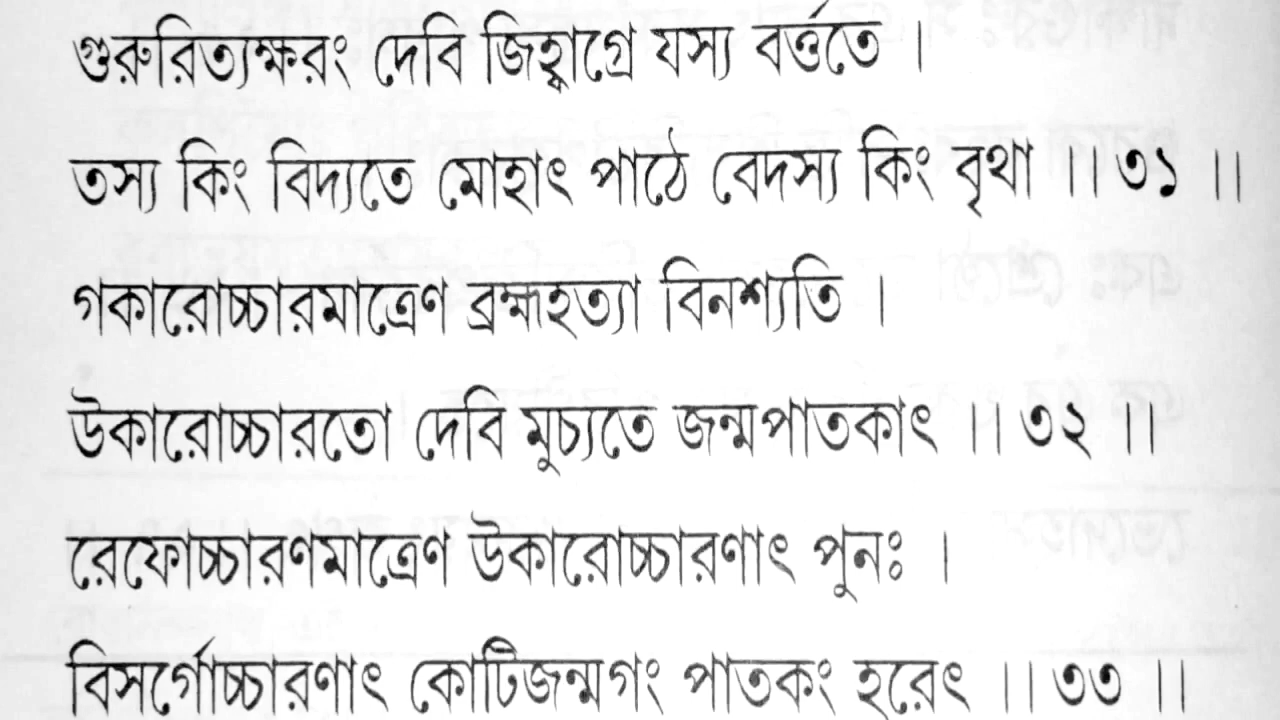 গুরুরিত্যক্ষরং দেবি জিহ্বাগ্রে যস্য বর্ত্ততে ।
তস্য কিং বিদ্যতে মোহাৎ পাঠে বেদস্য কিং বৃথা ।। ৩১ ।।
গকারোচ্চারমাত্রেণ ব্রহ্মহত্যা বিনশ্যতি ।
উকারোচ্চারতো দেবি মুচ্যতে জন্মপাতকাৎ ।। ৩২ ।।
রেফোচ্চারণমাত্রেণ উকারোচ্চারণাৎ পুনঃ ।
বিসর্গোচ্চারণাৎ কোটিজন্মগং পাতকং হরেৎ ।। ৩৩ ।।